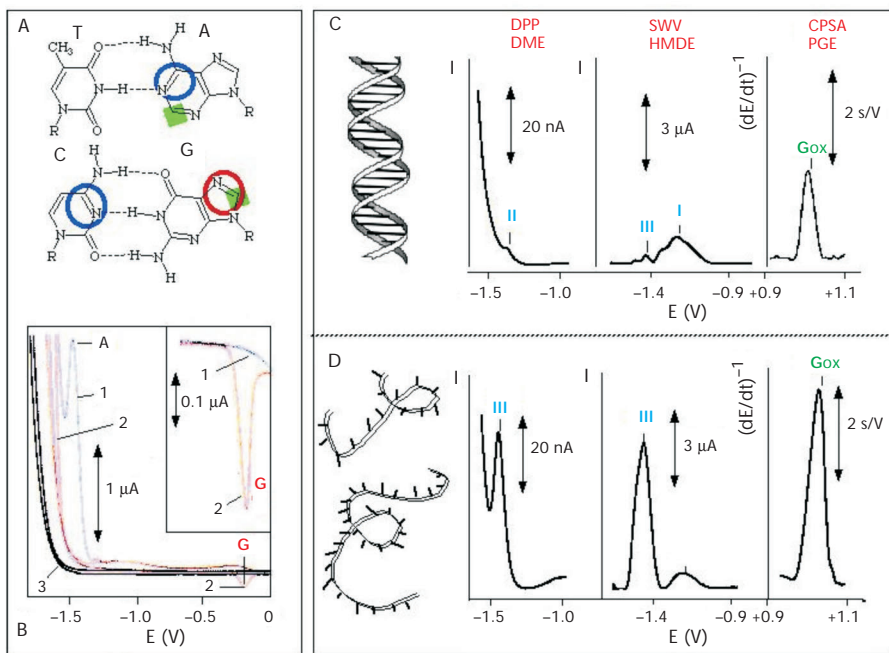 A
T
A
CH3
O
H
N
H
N
N
H
N
N
N
N
R
O
R
C
G
H
N
H
O
N
N
H
N
N
N
N
R
R
O
H
N
H
A
1
2
1 µA
3
1
0.1 µA
2
G
G
2
−1.5
−1.0
−0.5
0
B
E (V)
C
DPP
DME
SWV
HMDE
CPSA
PGE
I
20 nA
II
I
3 µA
III
I
(dE/dt)−1
2 s/V
Gox
−1.5
−1.0
−1.4
−0.9
+0.9
+1.1
E (V)
D
I
III
20 nA
I
III
3 µA
(dE/dt)−1
Gox
2 s/V
−1.5
−1.0
−1.4
−0.9
+0.9
+1.1
E (V)